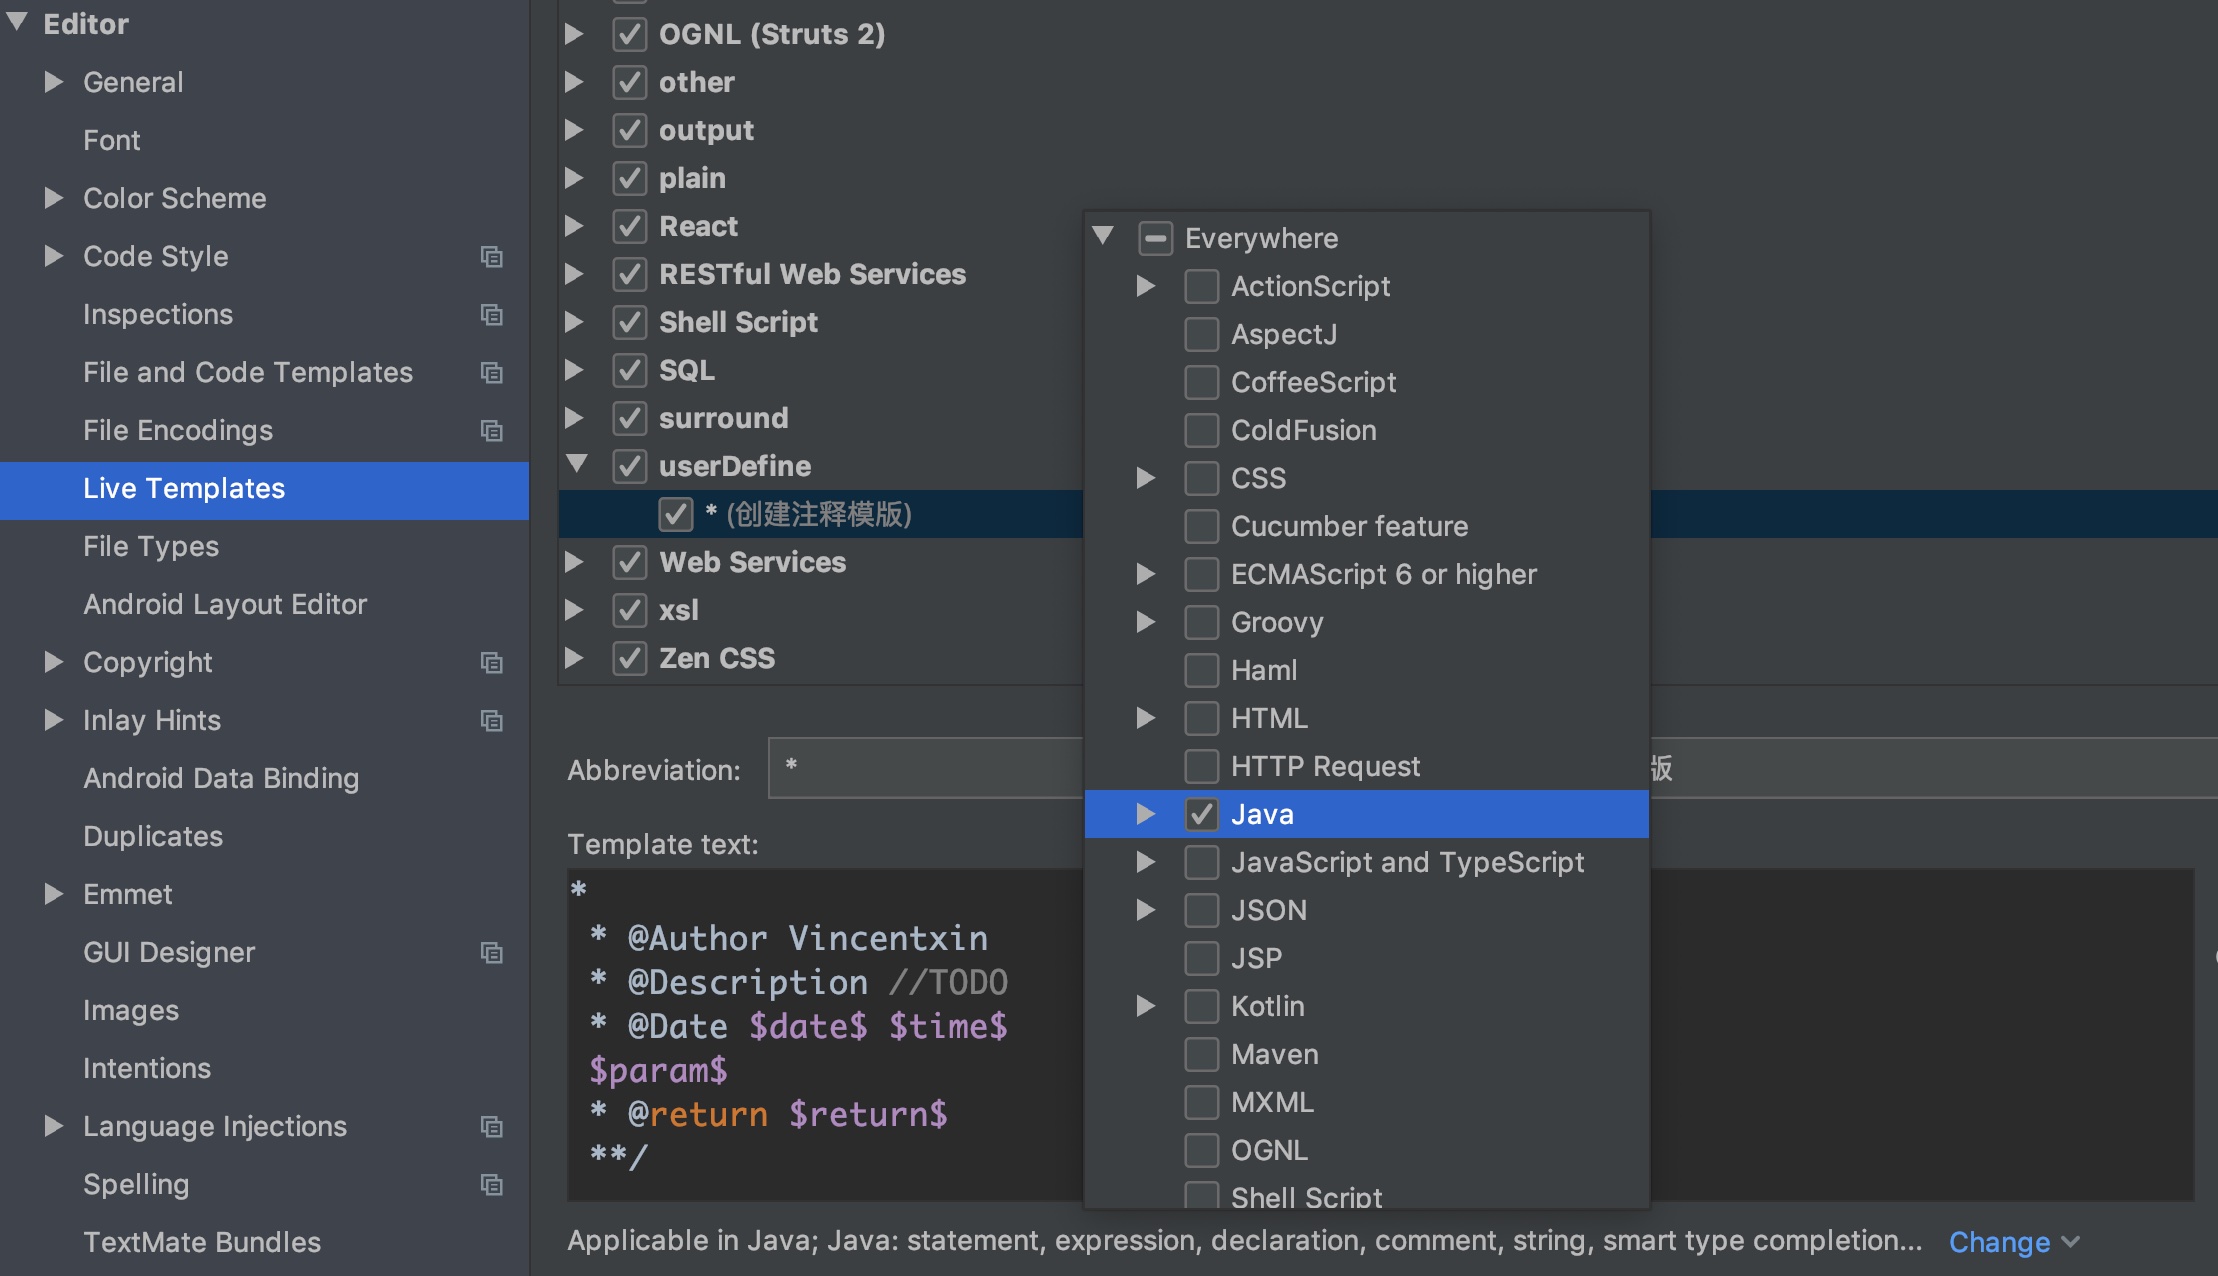 Editor
General
Font
Color Scheme
Code Style
Inspections
File and Code Templates
File Encodings
Live Templates
File Types
Android Layout Editor
Copyright
Inlay Hints
Android Data Binding
Duplicates
Emmet
GUI Designer
Images
Intentions
Language Injections
Spelling
TextMate Bundles
OGNL (Struts 2)
other
output
plain
React
RESTful Web Services
Shell Script
SQL
surround
userDefine
* (创建注释模版)
Web Services
xsl
Zen CSS
Abbreviation: *
版
Template text:
*
* @Author Vincentxin
* @Description //TODO
* @Date $date$ $time$
$param$
* @return $return$
**/
Everywhere
ActionScript
AspectJ
CoffeeScript
ColdFusion
CSS
Cucumber feature
ECMAScript 6 or higher
Groovy
Haml
HTML
HTTP Request
Java
JavaScript and TypeScript
JSON
JSP
Kotlin
Maven
MXML
OGNL
Shell Script
Applicable in Java; Java: statement, expression, declaration, comment, string, smart type completion... Change